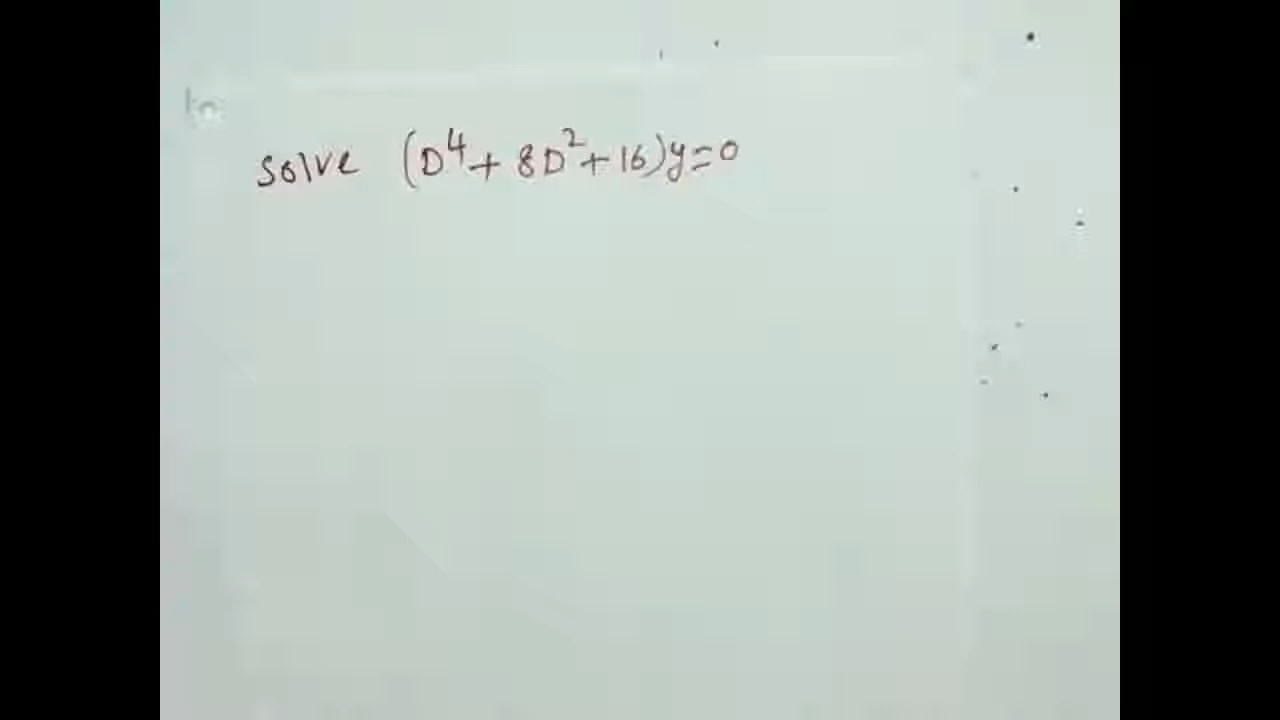 solve (D⁴ + 8D² + 16)y = 0